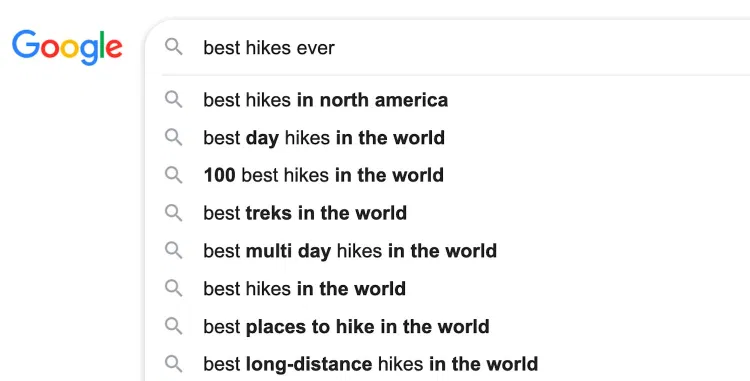 Google
best hikes ever
best hikes in north america
best day hikes in the world
100 best hikes in the world
best treks in the world
best multi day hikes in the world
best hikes in the world
best places to hike in the world
best long-distance hikes in the world